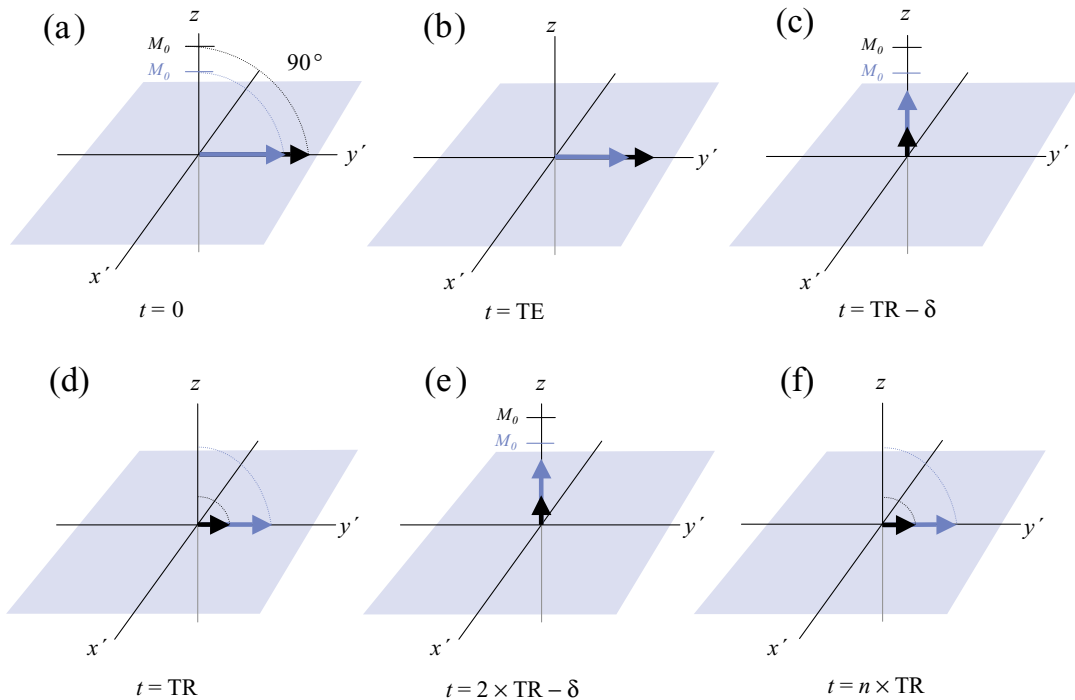 (a)
z
M₀
M₀
90°
y′
x′
t = 0
(b)
z
y′
x′
t = TE
(c)
z
M₀
M₀
y′
x′
t = TR – δ
(d)
z
y′
x′
t = TR
(e)
z
M₀
M₀
y′
x′
t = 2 × TR – δ
(f)
z
y′
x′
t = n × TR